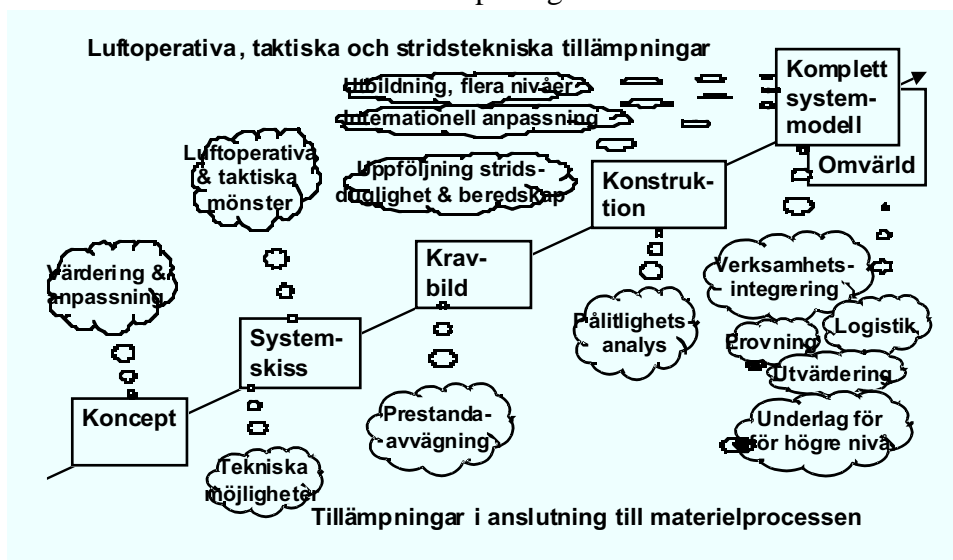 Luftoperativa, taktiska och stridstekniska tillämpningar
Utbildning, flera nivåer
Internationell anpassning
Uppföljning strids-
duglighet & beredskap
Luftoperativa
& taktiska
mönster
Värdering &
anpassning
Komplett
system-
modell
Omvärld
Konstruk-
tion
Krav-
bild
System-
skiss
Koncept
Verksamhets-
integrering
Logistik
Provning
Utvärdering
Underlag för
för högre nivå
Pålitlighets-
analys
Prestanda-
avvägning
Tekniska
möjligheter
Tillämpningar i anslutning till materielprocessen